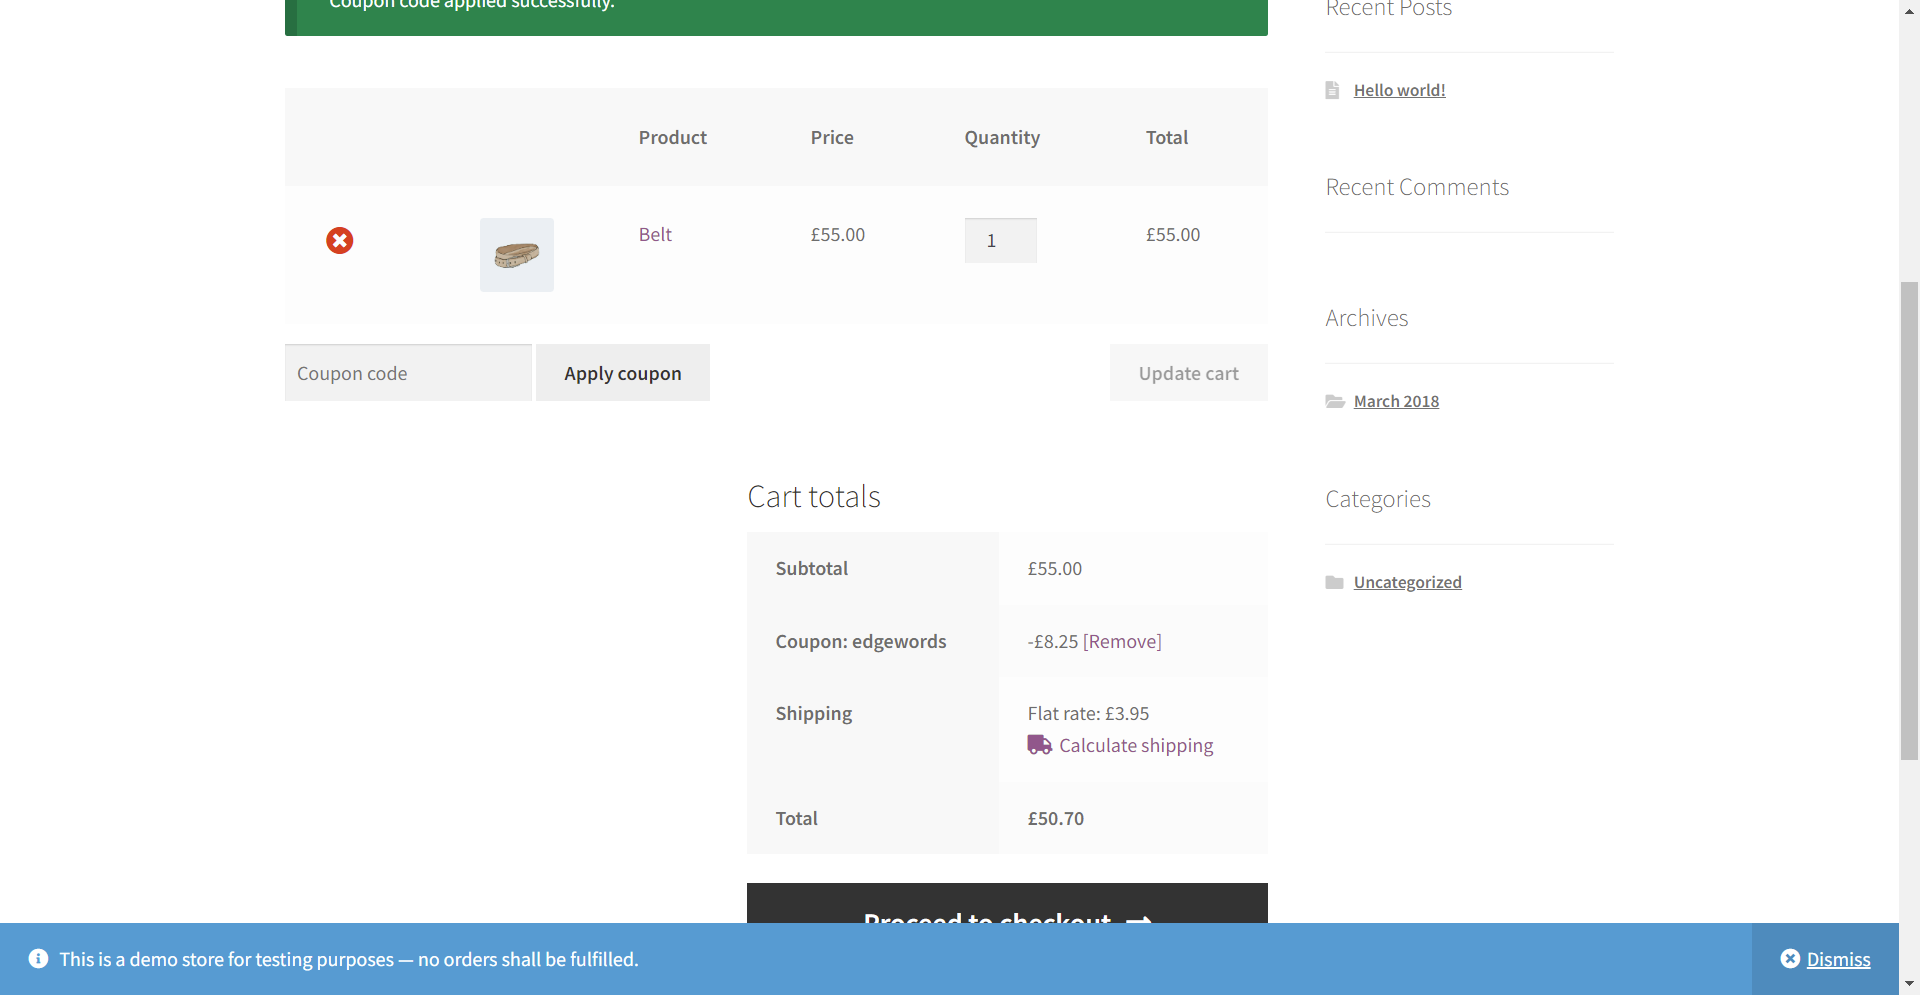 Coupon code applied successfully.
Product Price Quantity Total
Belt £55.00 1 £55.00
Coupon code Apply coupon Update cart
Cart totals
Subtotal £55.00
Coupon: edgewords -£8.25 [Remove]
Shipping Flat rate: £3.95
Calculate shipping
Total £50.70
Proceed to checkout
Recent Posts
Hello world!
Recent Comments
Archives
March 2018
Categories
Uncategorized
This is a demo store for testing purposes — no orders shall be fulfilled. Dismiss